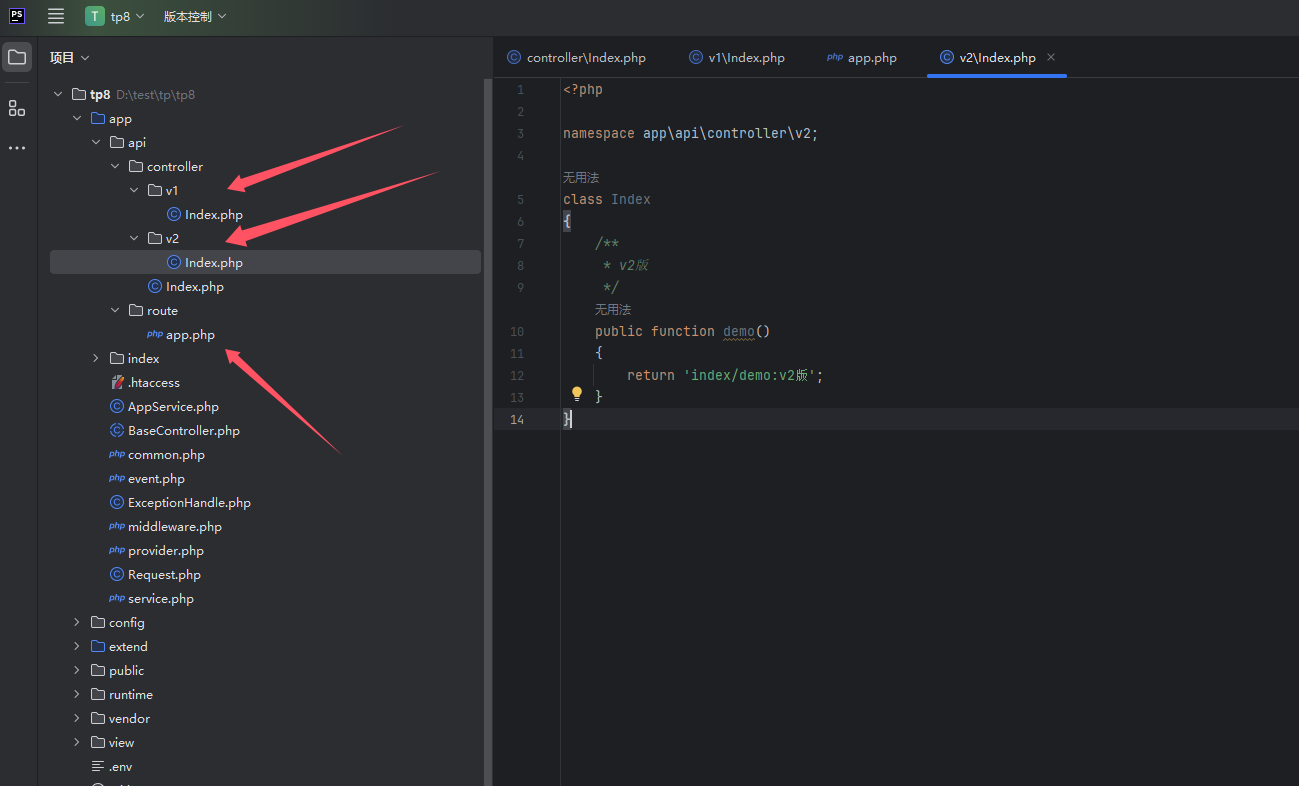 PS
T tp8 版本控制
项目
controller\Index.php
v1\Index.php
php app.php
v2\Index.php
tp8 D:\test\tp\tp8
app
api
controller
v1
Index.php
v2
Index.php
Index.php
route
php app.php
index
.htaccess
AppService.php
BaseController.php
php common.php
php event.php
ExceptionHandle.php
php middleware.php
php provider.php
Request.php
php service.php
config
extend
public
runtime
vendor
view
.env
1 <?php
2
3 namespace app\api\controller\v2;
4
无用法
5 class Index
6 {
7 /**
8 * v2版
9 */
无用法
10 public function demo()
11 {
12 return 'index/demo:v2版';
13 }
14 }